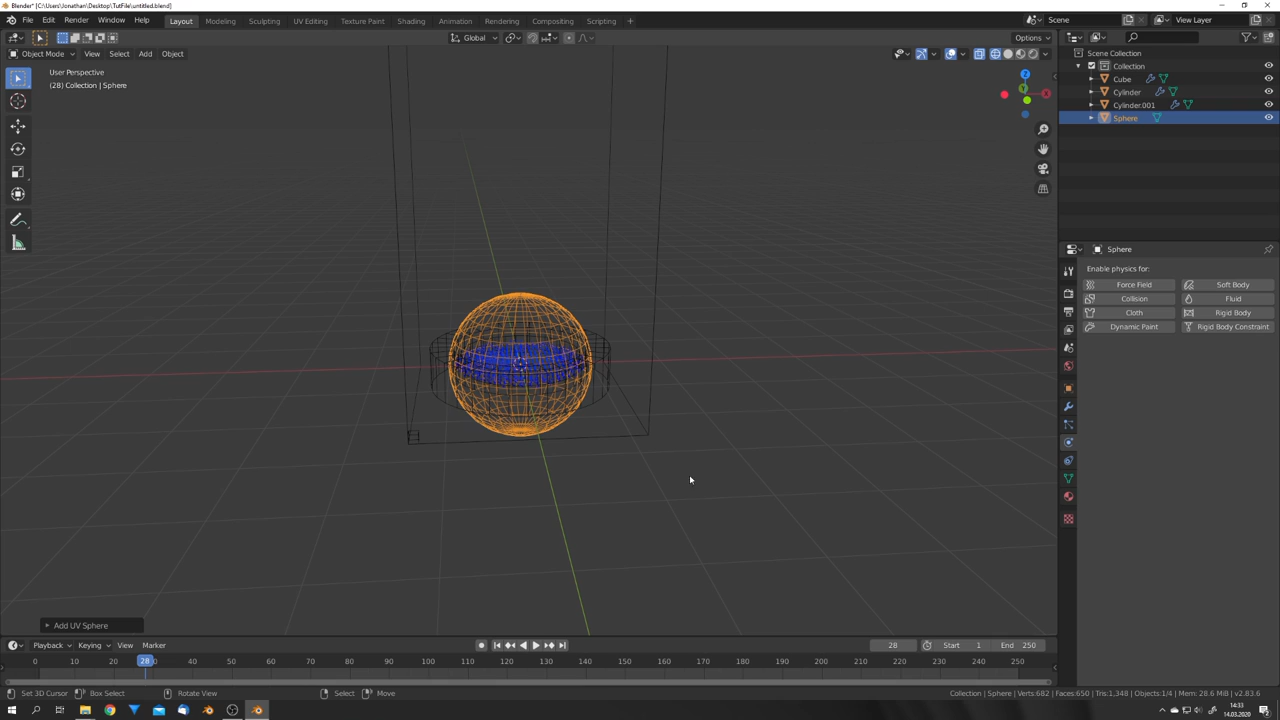 Blender* [C:\Users\Jonathan\Desktop\TutFile\untitled.blend]
File Edit Render Window Help Layout Modeling Sculpting UV Editing Texture Paint Shading Animation Rendering Compositing Scripting + Scene View Layer
Global Options
Object Mode View Select Add Object
User Perspective
(28) Collection | Sphere
Z
Y
X
Scene Collection
Collection
Cube
Cylinder
Cylinder.001
Sphere
Sphere
Enable physics for:
Force Field Soft Body
Collision Fluid
Cloth Rigid Body
Dynamic Paint Rigid Body Constraint
Add UV Sphere
Playback Keying View Marker 28 Start 1 End 250
0 10 20 28 30 40 50 60 70 80 90 100 110 120 130 140 150 160 170 180 190 200 210 220 230 240 250
Set 3D Cursor Box Select Rotate View Select Move Collection | Sphere | Verts:682 | Faces:650 | Tris:1,348 | Objects:1/4 | Mem: 28.6 MiB | v2.83.6
14:33
14.03.2020